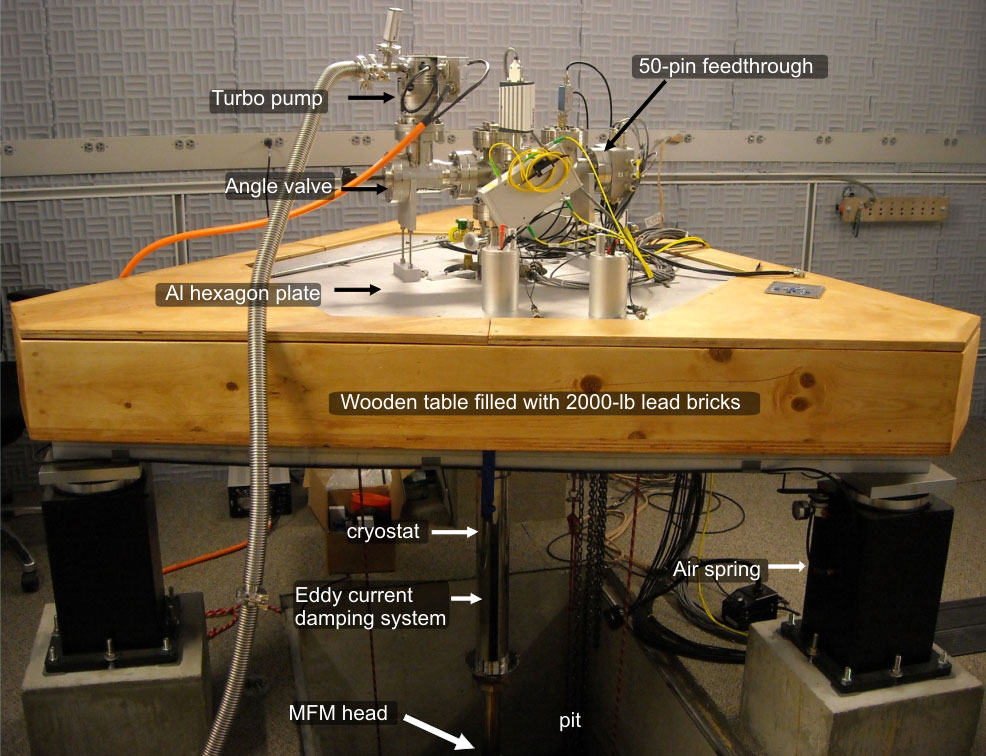 50-pin feedthrough
Turbo pump
Angle valve
Al hexagon plate
Wooden table filled with 2000-lb lead bricks
cryostat
Air spring
Eddy current
damping system
MFM head
pit